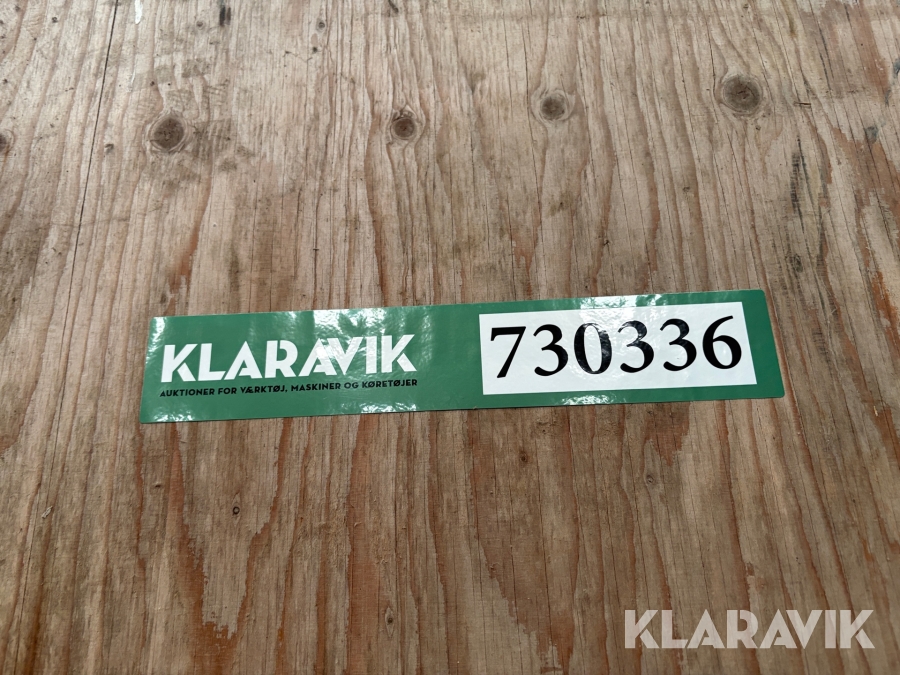 KLARAVIK
AUKTIONER FOR VÆRKTØJ, MASKINER OG KØRETØJER
730336
KLARAVIK